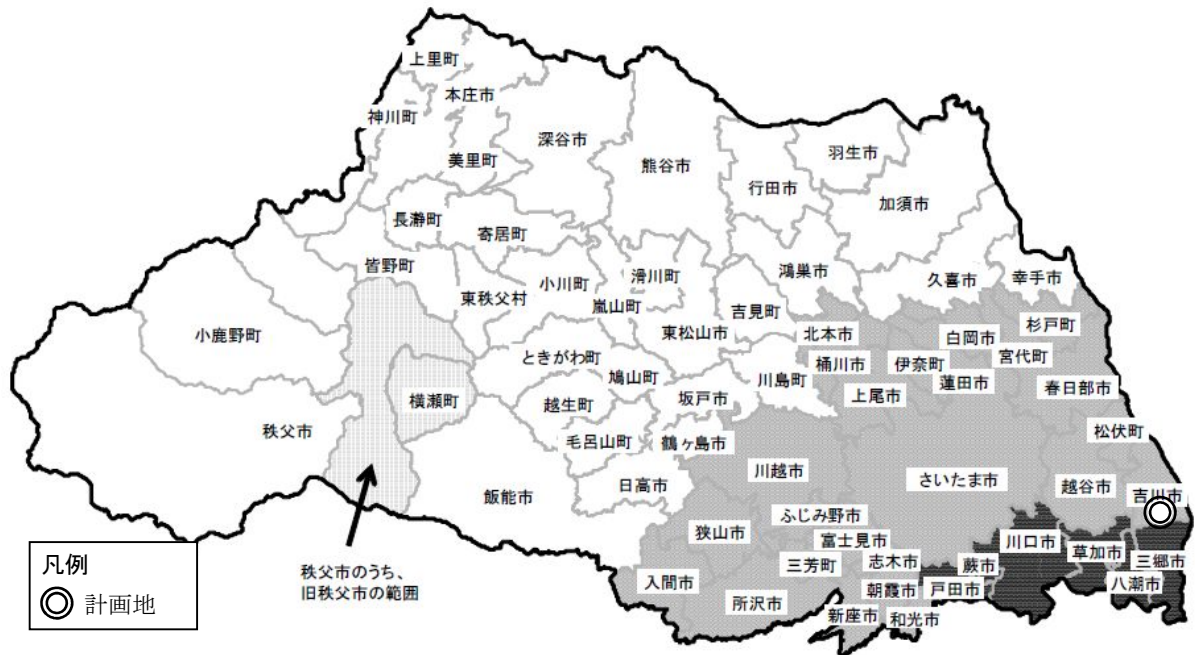 上里町
本庄市
神川町
美里町
深谷市
熊谷市
行田市
羽生市
加須市
長瀞町
寄居町
皆野町
東秩父村
小川町
嵐山町
滑川町
吉見町
鴻巣市
久喜市
幸手市
小鹿野町
ときがわ町
東松山市
北本市
白岡市
杉戸町
桶川市
伊奈町
宮代町
鳩山町
川島町
上尾市
蓮田市
春日部市
横瀬町
越生町
坂戸市
秩父市
毛呂山町
鶴ヶ島市
松伏町
川越市
さいたま市
越谷市
吉川市
飯能市
日高市
狭山市
ふじみ野市
富士見市
川口市
草加市
三郷市
三芳町
志木市
蕨市
八潮市
入間市
所沢市
朝霞市
戸田市
新座市
和光市
秩父市のうち、
旧秩父市の範囲
凡例
計画地